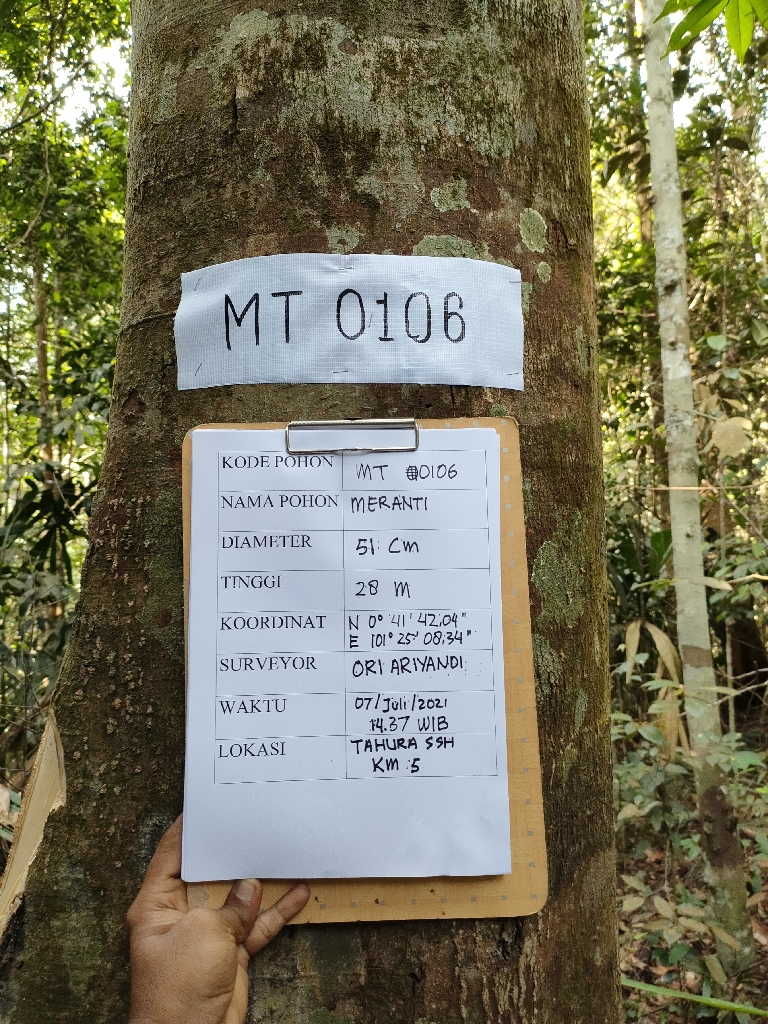 MT 0106
KODE POHON MT 00106
NAMA POHON MERANTI
DIAMETER 51 Cm
TINGGI 28 M
KOORDINAT N 0° 41' 42,04"
E 101° 25' 08,34"
SURVEYOR ORI ARIYANDI
WAKTU 07/Juli/2021
14.37 WIB
LOKASI TAHURA SSH
KM 5